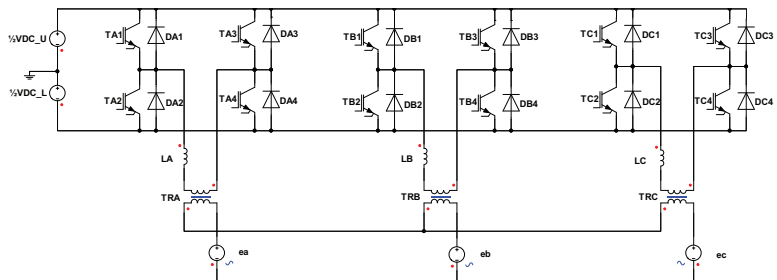 ½VDC_U
½VDC_L
TA1
DA1
TA3
DA3
TB1
DB1
TB3
DB3
TC1
DC1
TC3
DC3
TA2
DA2
TA4
DA4
TB2
DB2
TB4
DB4
TC2
DC2
TC4
DC4
LA
LB
LC
TRA
TRB
TRC
ea
eb
ec